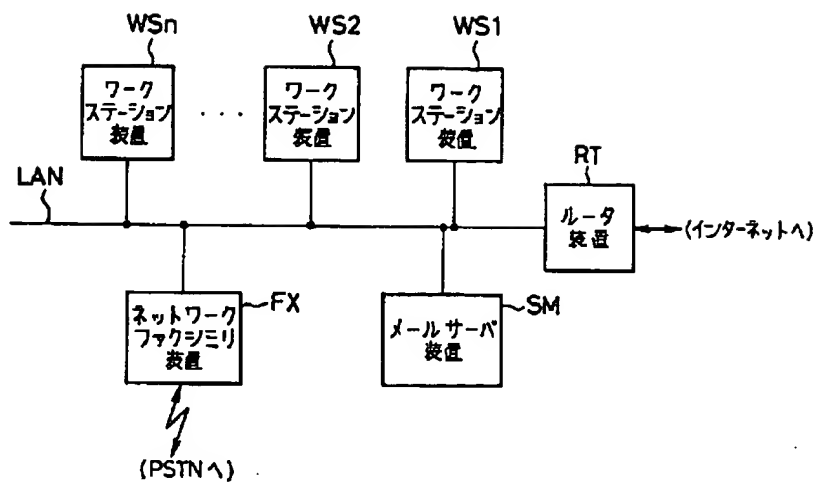 WSn
WS2
WS1
ワーク
ステーション
装置
・・・
ワーク
ステーション
装置
ワーク
ステーション
装置
RT
LAN
ルータ
装置
(インターネットへ)
ネットワーク
ファクシミリ
装置
FX
メールサーバ
装置
SM
(PSTNへ)